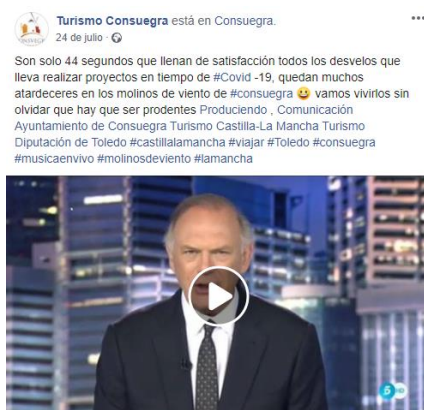 Turismo Consuegra está en Consuegra.
24 de julio ·
Son solo 44 segundos que llenan de satisfacción todos los desvelos que
lleva realizar proyectos en tiempo de #Covid -19, quedan muchos
atardeceres en los molinos de viento de #consuegra 😀 vamos vivirlos sin
olvidar que hay que ser prodentes Produciendo , Comunicación
Ayuntamiento de Consuegra Turismo Castilla-La Mancha Turismo
Diputación de Toledo #castillalamancha #viajar #Toledo #consuegra
#musicaenvivo #molinosdeviento #lamancha
5 HD